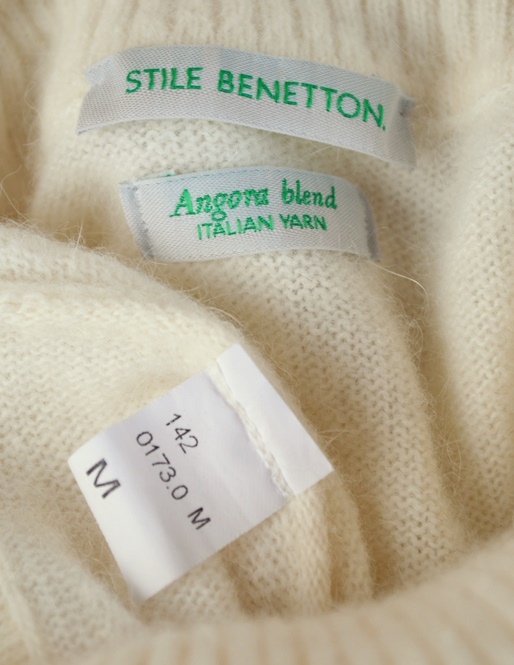 STILE BENETTON.
Angora blend
ITALIAN YARN
142
0173.0 M
M